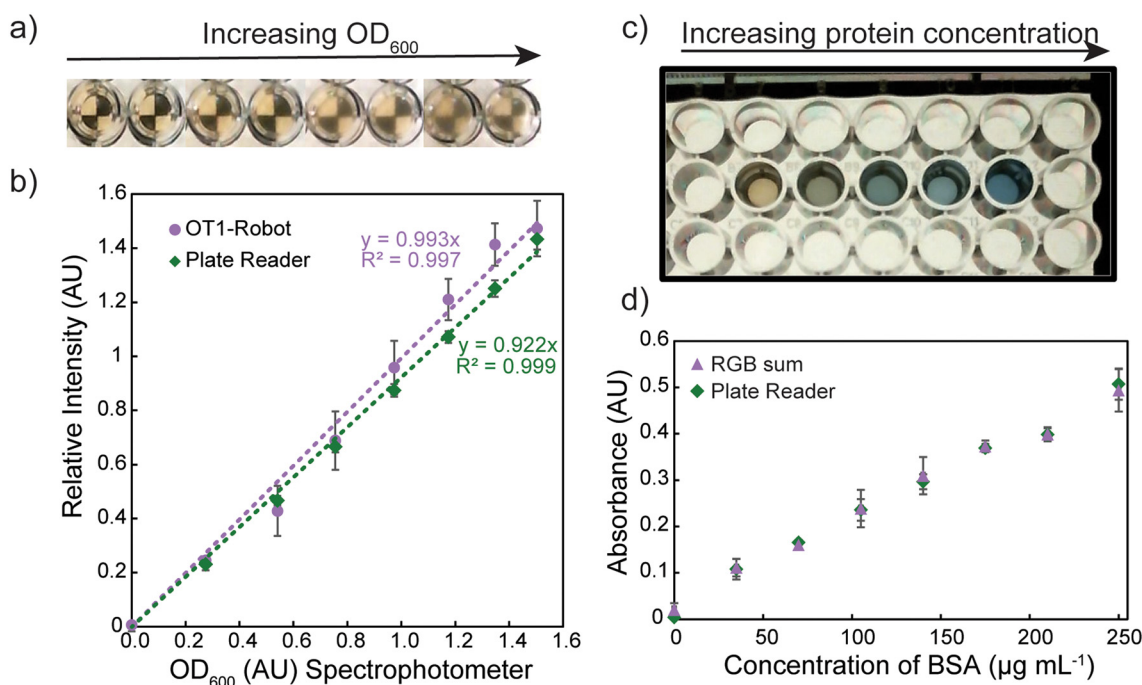 a)
Increasing OD600
b)
Relative Intensity (AU)
1.6
1.4
1.2
1
0.8
0.6
0.4
0.2
0
OT1-Robot
Plate Reader
y = 0.993x
R² = 0.997
y = 0.922x
R² = 0.999
0.0 0.2 0.4 0.6 0.8 1.0 1.2 1.4 1.6
OD600 (AU) Spectrophotometer
c)
Increasing protein concentration
d)
Absorbance (AU)
0.6
0.5
0.4
0.3
0.2
0.1
0
RGB sum
Plate Reader
0 50 100 150 200 250
Concentration of BSA (µg mL⁻¹)